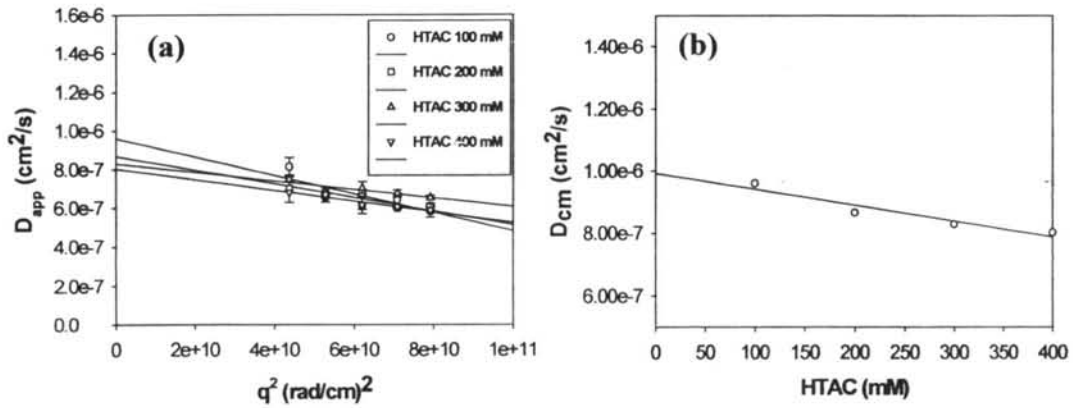 (a)
HTAC 100 mM
HTAC 200 mM
HTAC 300 mM
HTAC 400 mM
1.6e-6
1.4e-6
1.2e-6
1.0e-6
8.0e-7
6.0e-7
4.0e-7
2.0e-7
0.0
D_app (cm²/s)
0 2e+10 4e+10 6e+10 8e+10 1e+11
q² (rad/cm)²
(b)
1.40e-6
1.20e-6
1.00e-6
8.00e-7
6.00e-7
Dcm (cm²/s)
0 50 100 150 200 250 300 350 400
HTAC (mM)